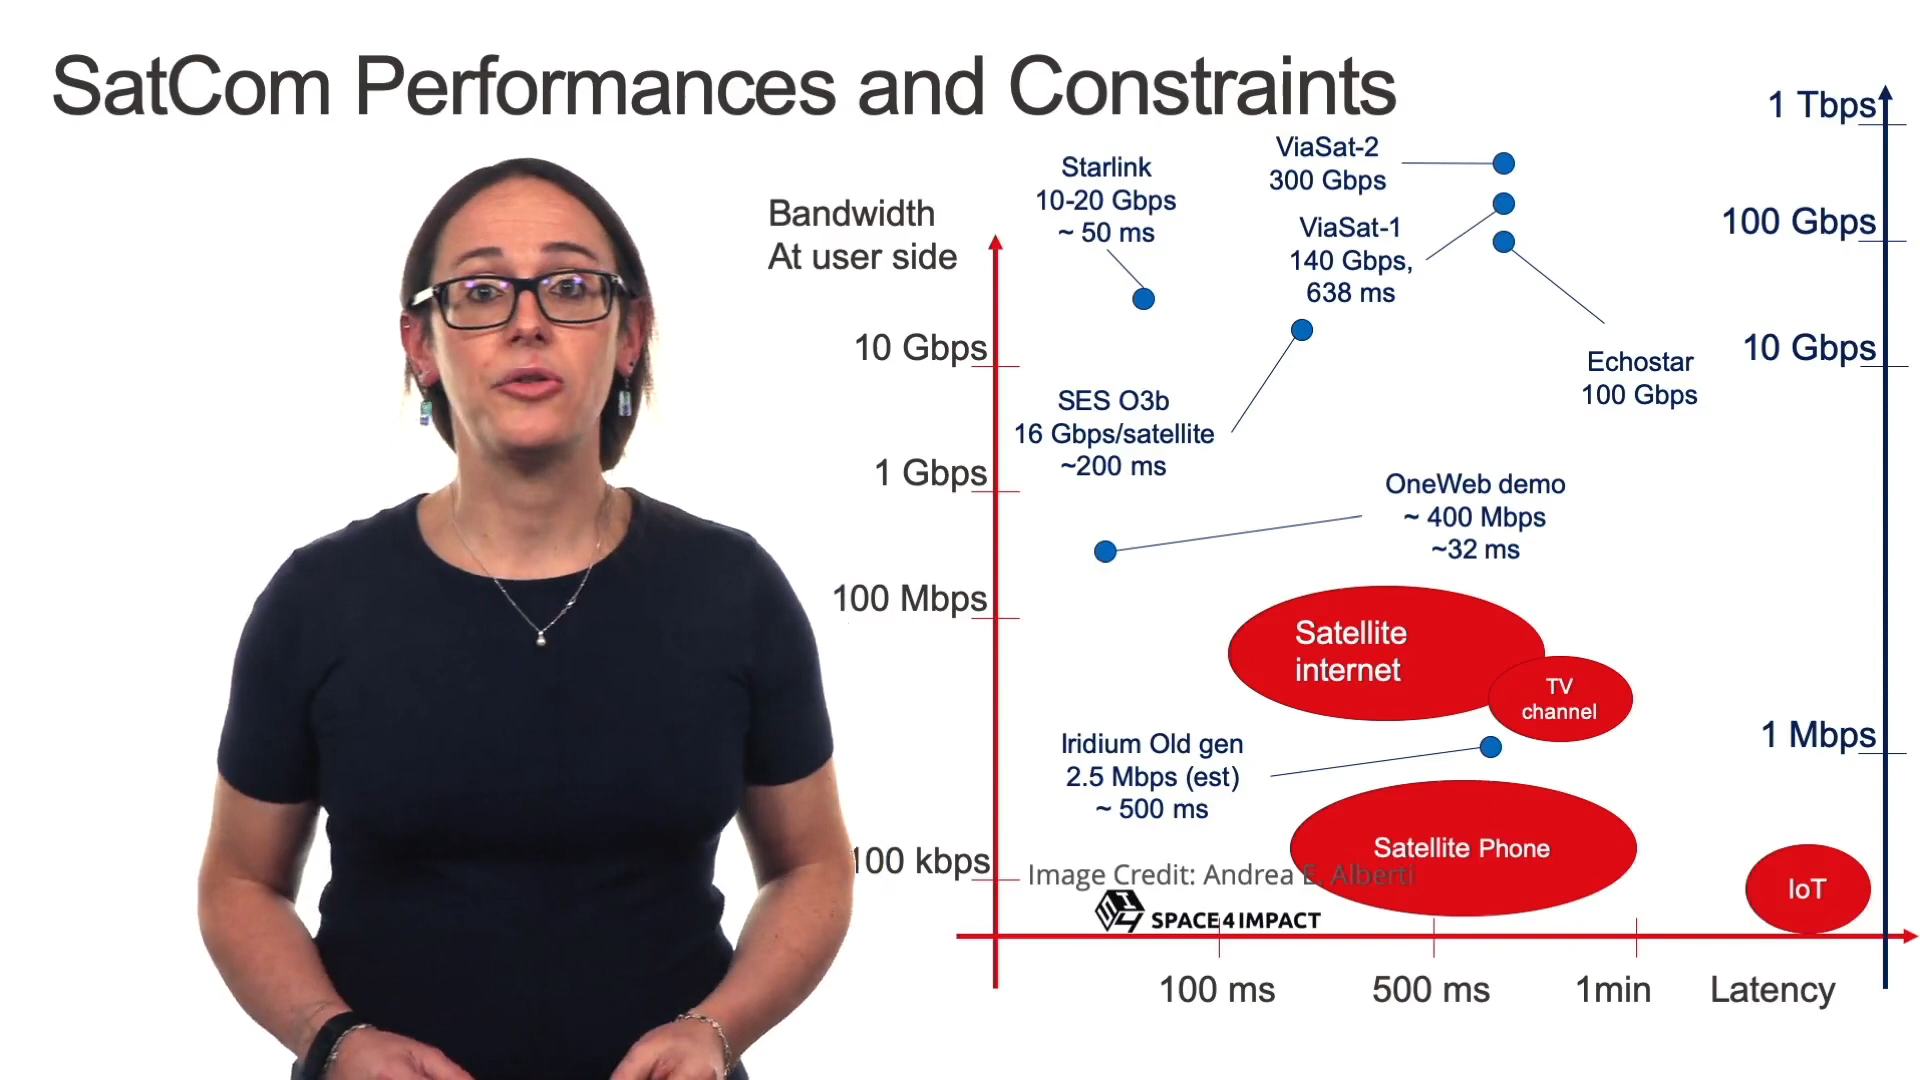 SatCom Performances and Constraints
Bandwidth
At user side
10 Gbps
1 Gbps
100 Mbps
100 kbps
Starlink
10-20 Gbps
~ 50 ms
ViaSat-2
300 Gbps
ViaSat-1
140 Gbps,
638 ms
Echostar
100 Gbps
SES O3b
16 Gbps/satellite
~200 ms
OneWeb demo
~ 400 Mbps
~32 ms
Satellite
internet
TV
channel
Iridium Old gen
2.5 Mbps (est)
~ 500 ms
Satellite Phone
IoT
Image Credit: Andrea E. Alberti
SPACE4IMPACT
1 Tbps
100 Gbps
10 Gbps
1 Mbps
100 ms
500 ms
1min
Latency